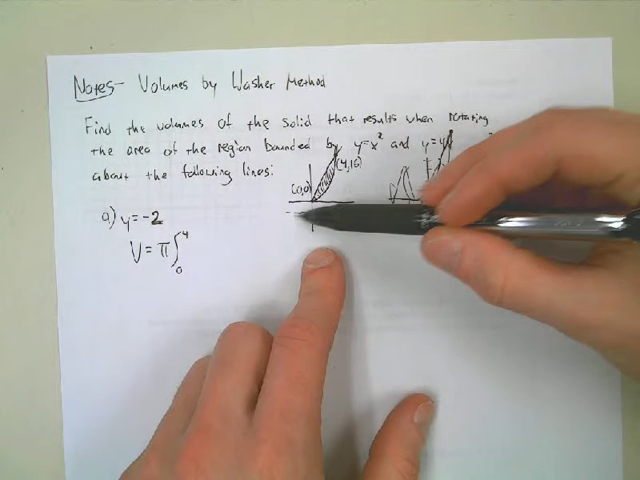 Notes- Volumes by Washer Method
Find the volumes of the solid that results when rotating
the area of the region bounded by y=x² and y=4
about the following lines:
(0,0)
(4,16)
a) y=-2
V=π∫₀⁴